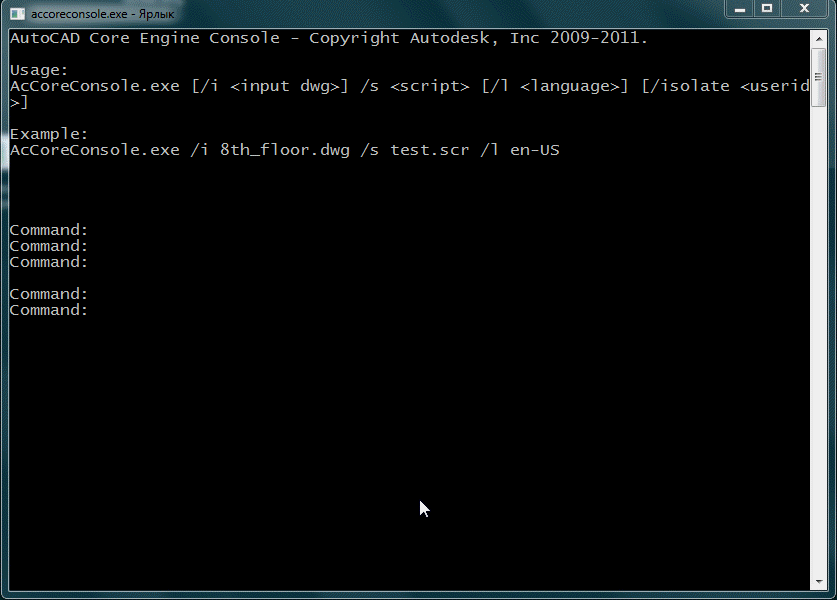 accoreconsole.exe - Ярлык
AutoCAD Core Engine Console - Copyright Autodesk, Inc 2009-2011.
Usage:
AcCoreConsole.exe [/i <input dwg>] /s <script> [/l <language>] [/isolate <userid
>]
Example:
AcCoreConsole.exe /i 8th_floor.dwg /s test.scr /l en-US
Command:
Command:
Command:
Command:
Command: